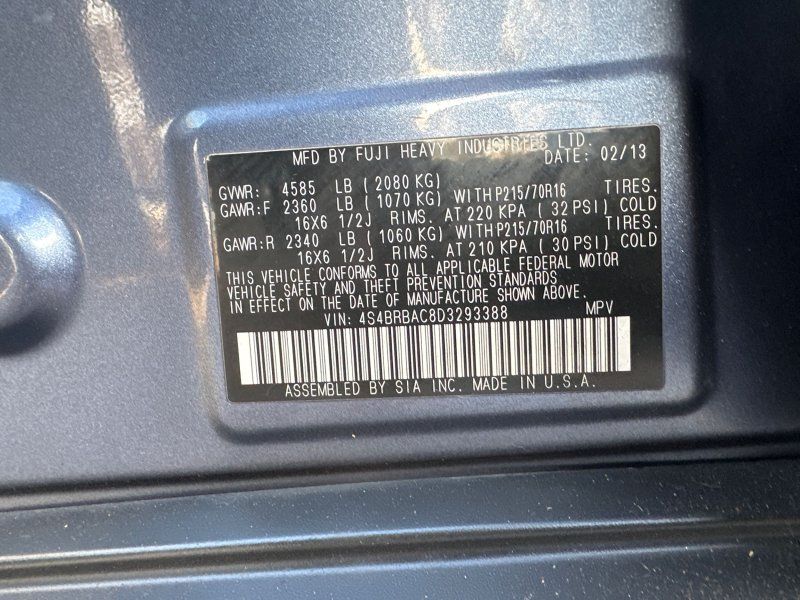 MFD BY FUJI HEAVY INDUSTRIES LTD.
DATE: 02/13
GVWR: 4585 LB ( 2080 KG)
GAWR:F 2360 LB ( 1070 KG) WITH P215/70R16 TIRES.
16X6 1/2J RIMS. AT 220 KPA ( 32 PSI) COLD
GAWR:R 2340 LB ( 1060 KG) WITH P215/70R16 TIRES.
16X6 1/2J RIMS. AT 210 KPA ( 30 PSI) COLD
THIS VEHICLE CONFORMS TO ALL APPLICABLE FEDERAL MOTOR
VEHICLE SAFETY AND THEFT PREVENTION STANDARDS
IN EFFECT ON THE DATE OF MANUFACTURE SHOWN ABOVE.
VIN: 4S4BRBAC8D3293388 MPV
ASSEMBLED BY SIA INC. MADE IN U.S.A.